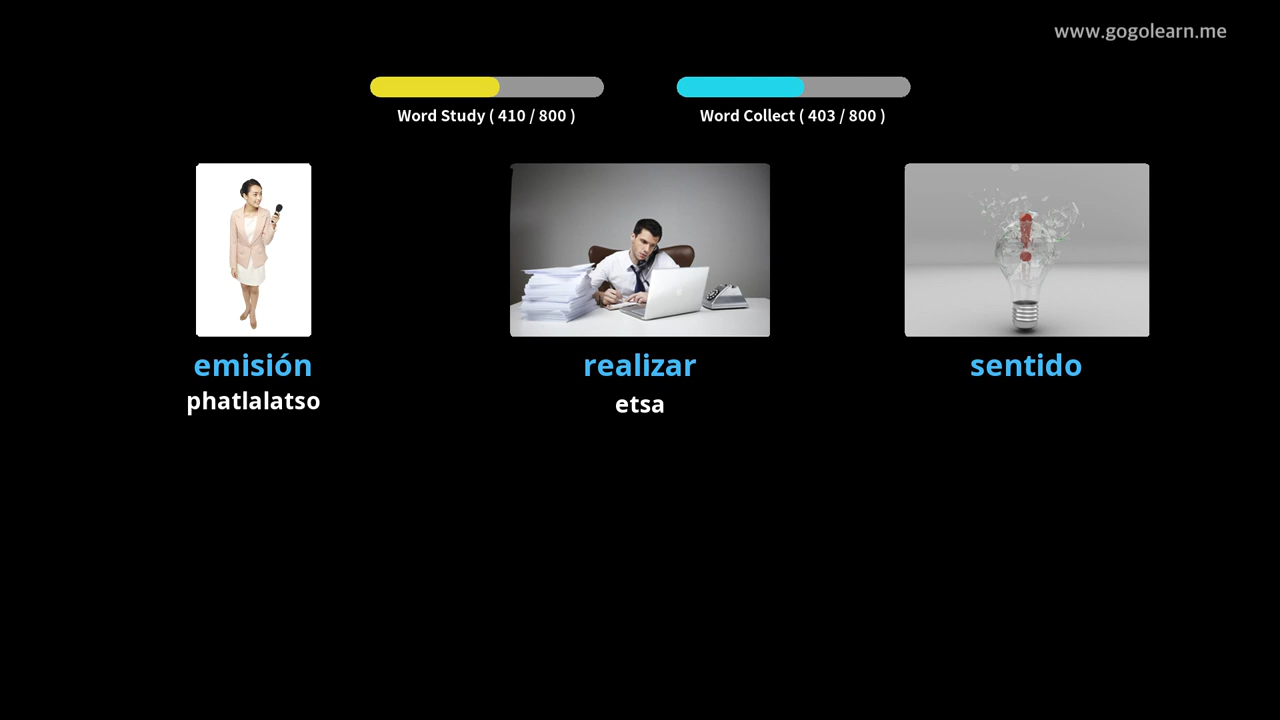 www.gogolearn.me
Word Study ( 410 / 800 )
Word Collect ( 403 / 800 )
emisión
phatlalatso
realizar
etsa
sentido